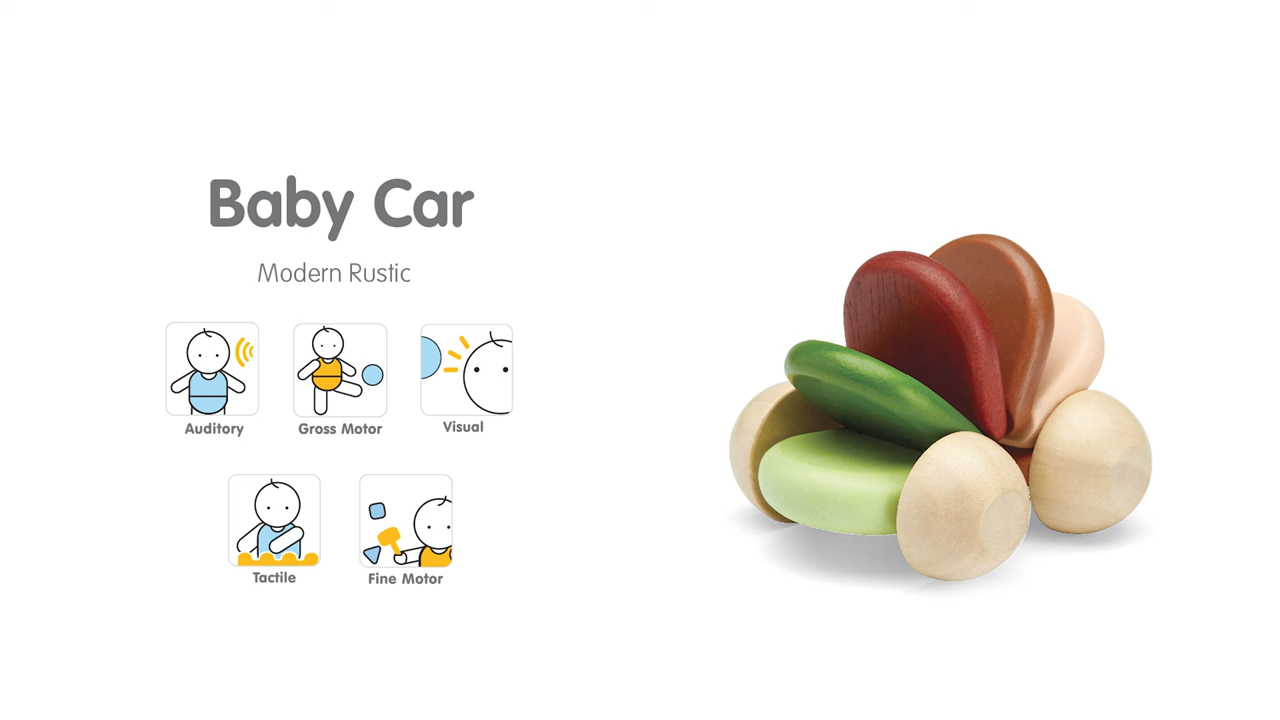 Baby Car
Modern Rustic
Auditory
Gross Motor
Visual
Tactile
Fine Motor